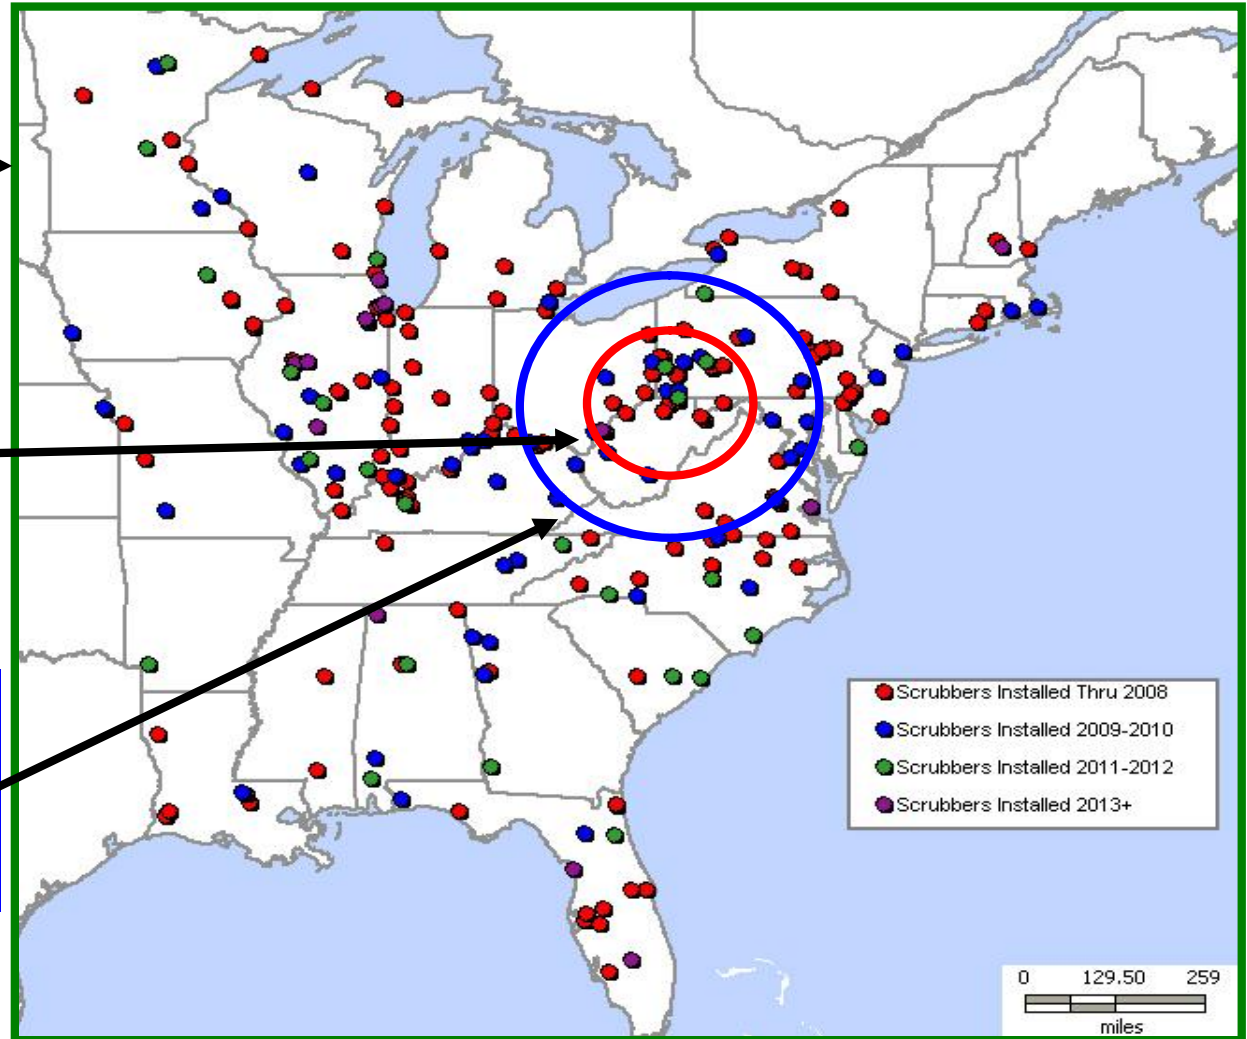 Scrubbers Installed Thru 2008
Scrubbers Installed 2009-2010
Scrubbers Installed 2011-2012
Scrubbers Installed 2013+
0 129.50 259
miles